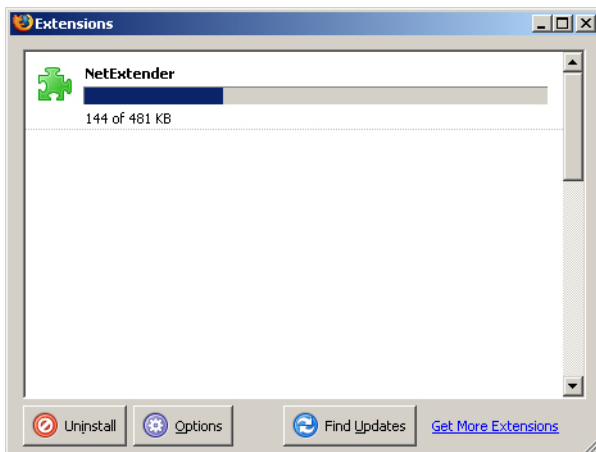 Extensions
NetExtender
144 of 481 KB
Uninstall
Options
Find Updates
Get More Extensions